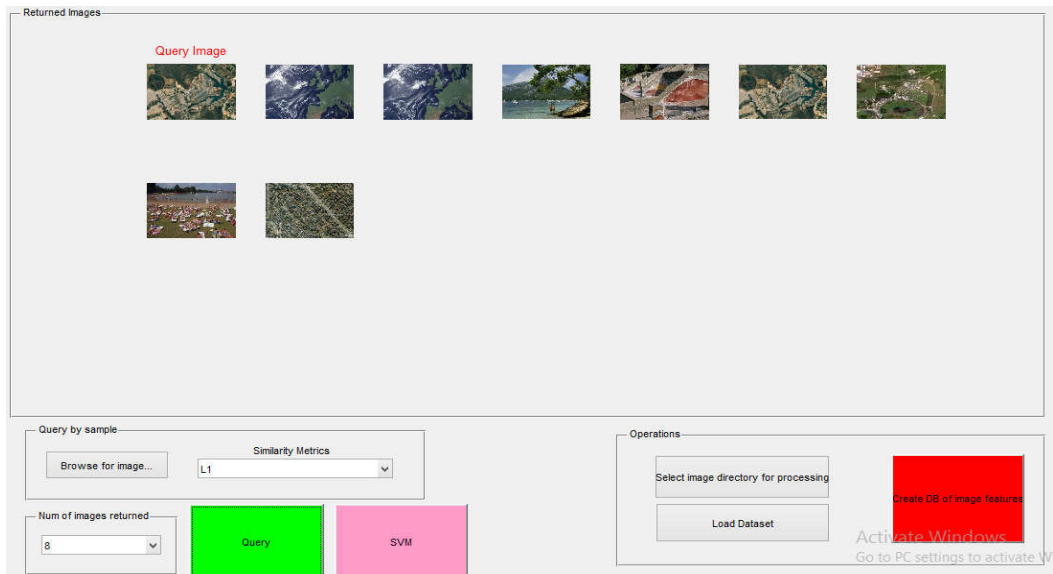 Returned Images
Query Image
Query by sample
Similarity Metrics
Browse for image...
L1
Num of images returned
8
Query
SVM
Operations
Select image directory for processing
Load Dataset
Create DB of image features
Activate Windows
Go to PC settings to activate W